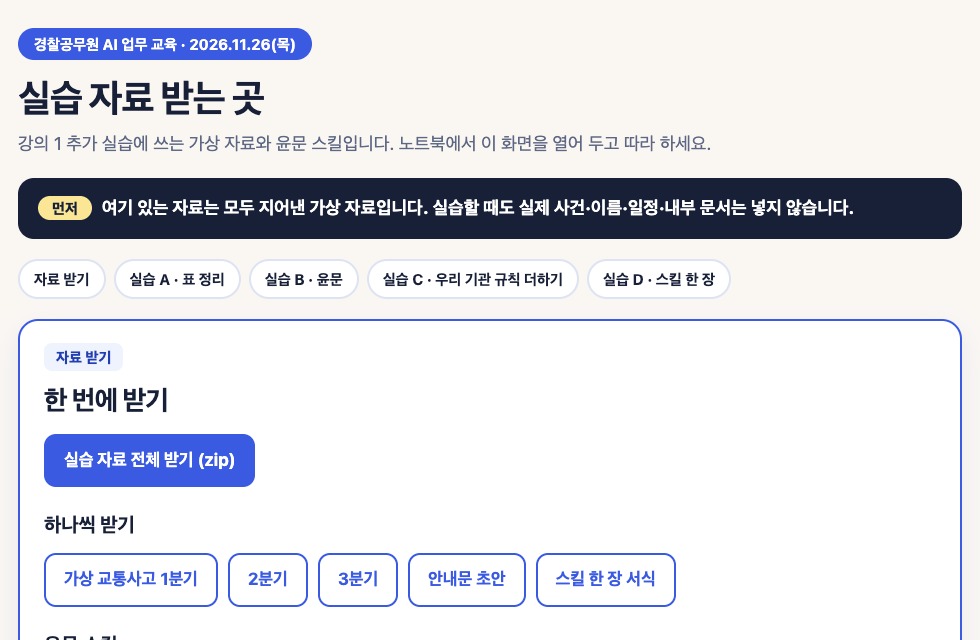 경찰공무원 AI 업무 교육 · 2026.11.26(목)
실습 자료 받는 곳
강의 1 추가 실습에 쓰는 가상 자료와 윤문 스킬입니다. 노트북에서 이 화면을 열어 두고 따라 하세요.
먼저 여기 있는 자료는 모두 지어낸 가상 자료입니다. 실습할 때도 실제 사건·이름·일정·내부 문서는 넣지 않습니다.
자료 받기 실습 A · 표 정리 실습 B · 윤문 실습 C · 우리 기관 규칙 더하기 실습 D · 스킬 한 장
자료 받기
한 번에 받기
실습 자료 전체 받기 (zip)
하나씩 받기
가상 교통사고 1분기 2분기 3분기 안내문 초안 스킬 한 장 서식